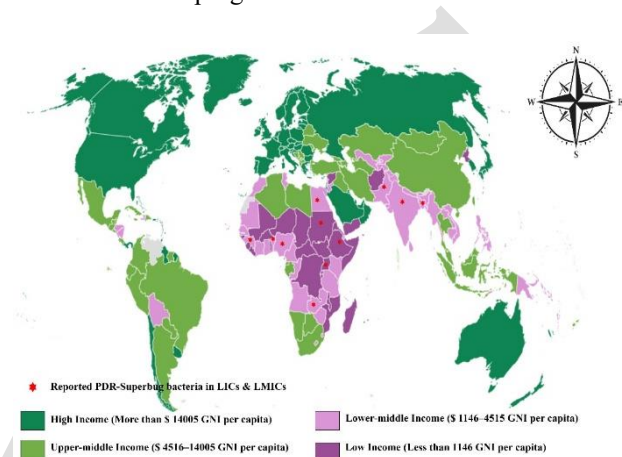 N
W E
S
Reported PDR-Superbug bacteria in LICs & LMICs
High Income (More than $ 14005 GNI per capita)
Lower-middle Income ($ 1146–4515 GNI per capita)
Upper-middle Income ($ 4516–14005 GNI per capita)
Low Income (Less than 1146 GNI per capita)